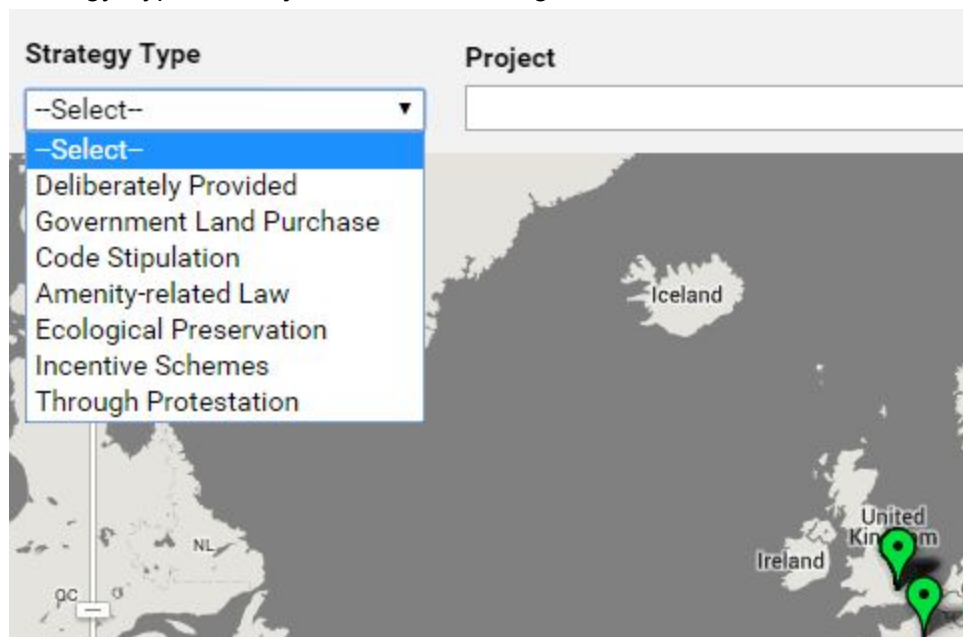 Strategy Type
Project
--Select--
--Select--
Deliberately Provided
Government Land Purchase
Code Stipulation
Amenity-related Law
Ecological Preservation
Incentive Schemes
Through Protestation
Iceland
United
Ireland
NL
QC